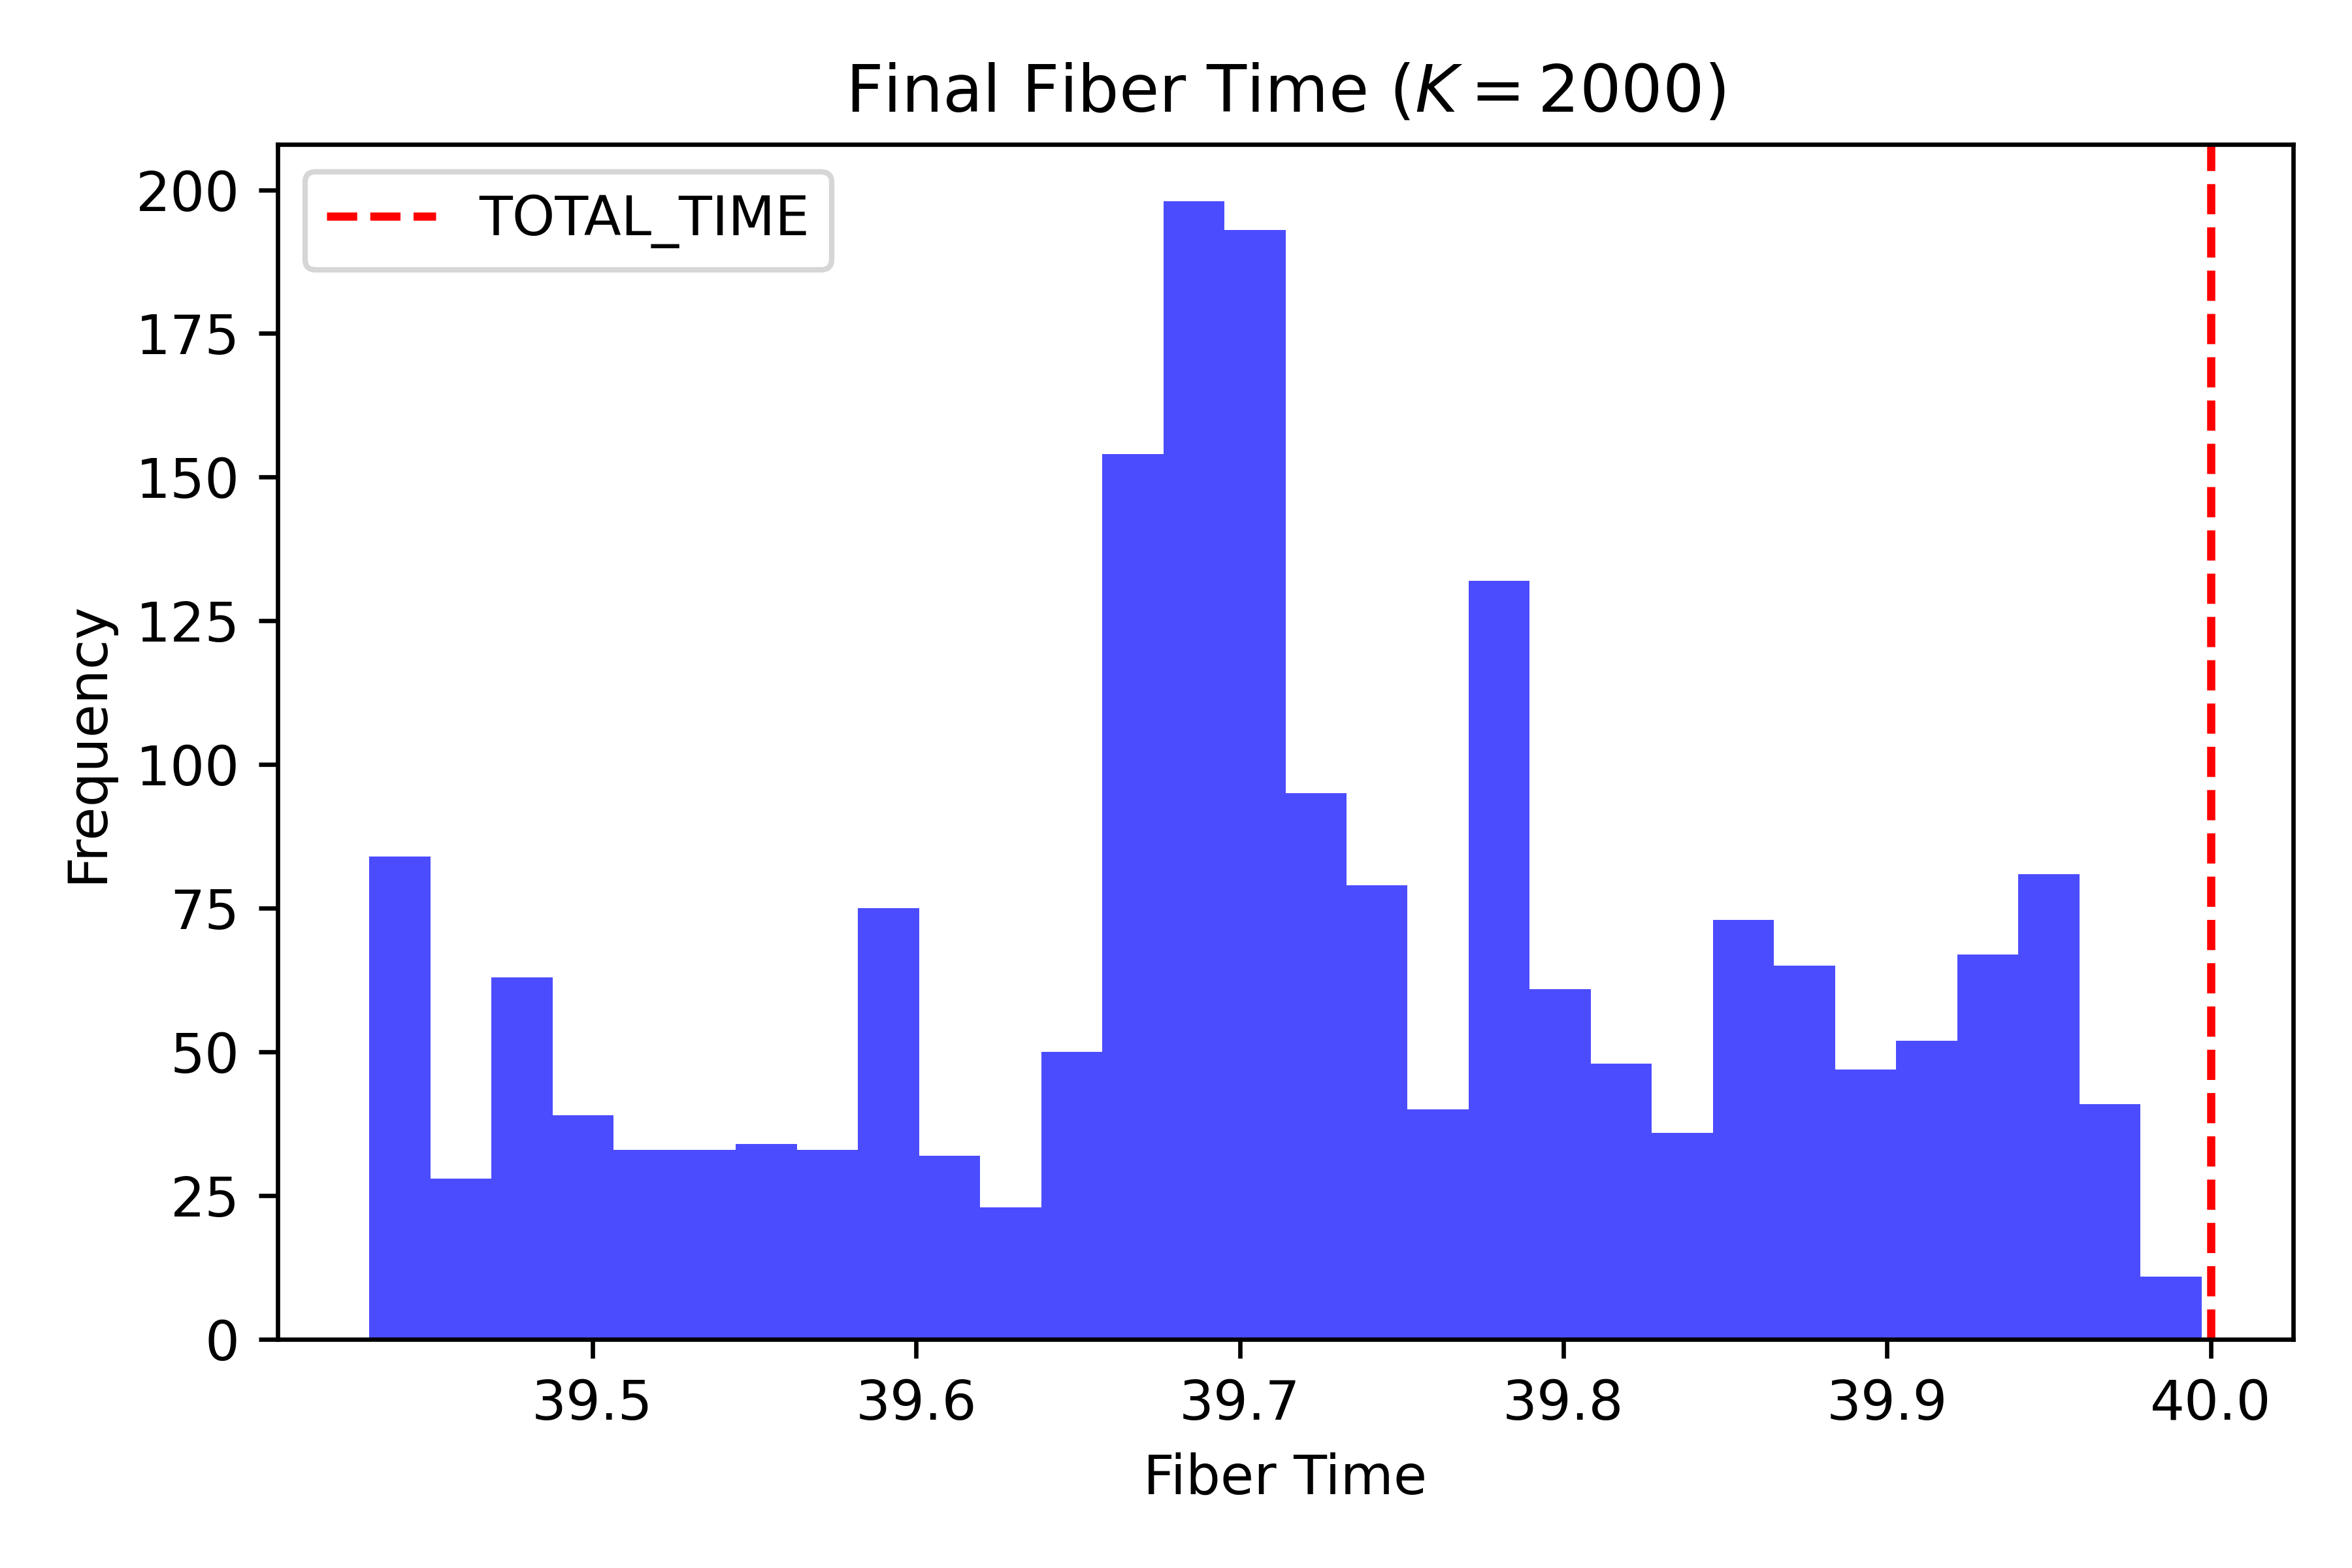 Final Fiber Time (K = 2000)
TOTAL_TIME
Frequency
200
175
150
125
100
75
50
25
0
39.5 39.6 39.7 39.8 39.9 40.0
Fiber Time